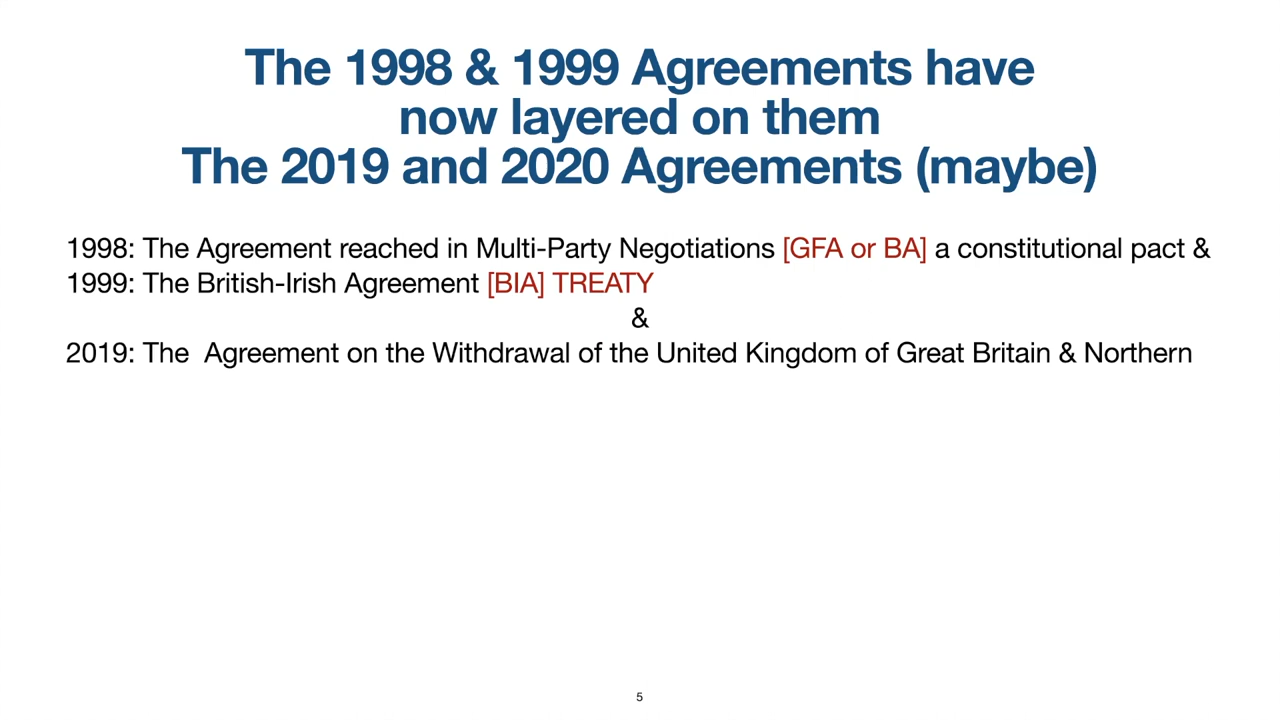 The 1998 & 1999 Agreements have
now layered on them
The 2019 and 2020 Agreements (maybe)
1998: The Agreement reached in Multi-Party Negotiations [GFA or BA] a constitutional pact &
1999: The British-Irish Agreement [BIA] TREATY
&
2019: The  Agreement on the Withdrawal of the United Kingdom of Great Britain & Northern
5